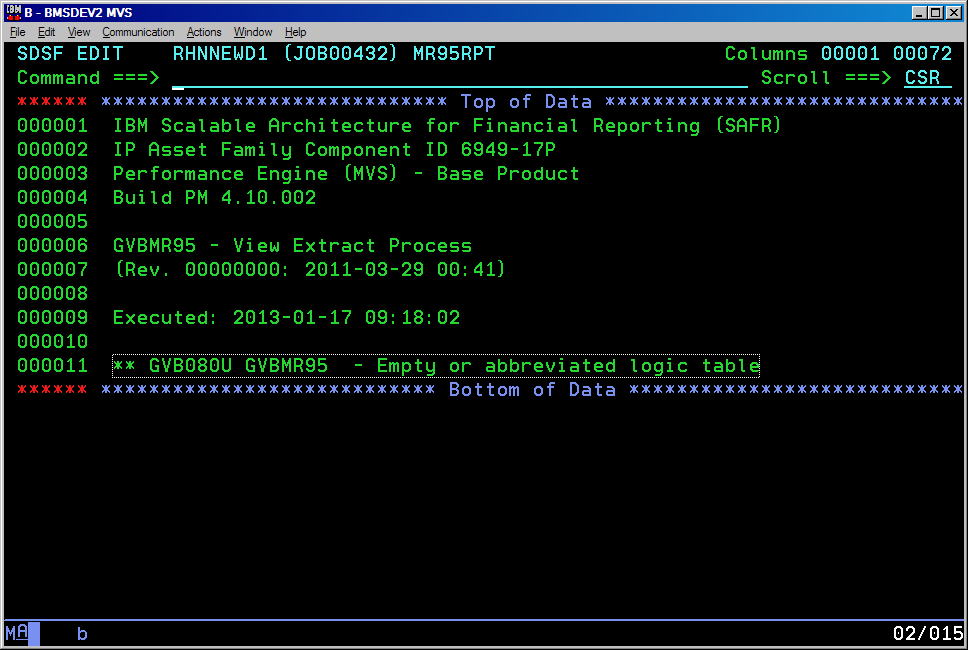 IBM B - BMSDEV2 MVS
File Edit View Communication Actions Window Help
SDSF EDIT RHNNEWD1 (JOB00432) MR95RPT Columns 00001 00072
Command ===> Scroll ===> CSR
****** ***************************** Top of Data ******************************
000001 IBM Scalable Architecture for Financial Reporting (SAFR)
000002 IP Asset Family Component ID 6949-17P
000003 Performance Engine (MVS) - Base Product
000004 Build PM 4.10.002
000005
000006 GVBMR95 - View Extract Process
000007 (Rev. 00000000: 2011-03-29 00:41)
000008
000009 Executed: 2013-01-17 09:18:02
000010
000011 ** GVB080U GVBMR95 - Empty or abbreviated logic table
****** **************************** Bottom of Data ****************************
MA b 02/015